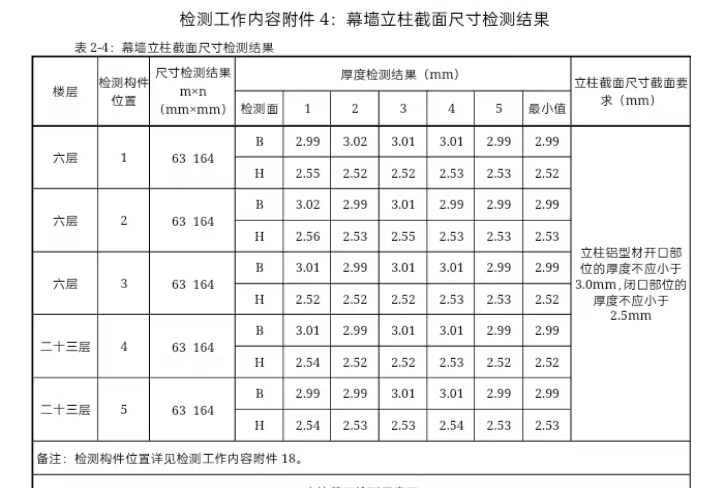 检测工作内容附件 4：幕墙立柱截面尺寸检测结果
表 2-4：幕墙立柱截面尺寸检测结果
楼层 检测构件位置 尺寸检测结果 m×n (mm×mm) 厚度检测结果（mm） 立柱截面尺寸截面要求（mm）
检测面 1 2 3 4 5 最小值
六层 1 63 164 B 2.99 3.02 3.01 3.01 2.99 2.99
H 2.55 2.52 2.52 2.53 2.53 2.52
六层 2 63 164 B 3.02 2.99 3.01 2.99 2.99 2.99
H 2.56 2.53 2.55 2.53 2.53 2.53
六层 3 63 164 B 3.01 2.99 3.01 3.01 2.99 2.99
H 2.52 2.52 2.52 2.53 2.53 2.52
二十三层 4 63 164 B 3.01 2.99 3.01 3.01 2.99 2.99
H 2.54 2.52 2.52 2.53 2.52 2.52
二十三层 5 63 164 B 2.99 2.99 3.01 3.01 2.99 2.99
H 2.54 2.53 2.53 2.54 2.53 2.53
立柱铝型材开口部
位的厚度不应小于
3.0mm,闭口部位的
厚度不应小于
2.5mm
备注：检测构件位置详见检测工作内容附件 18。